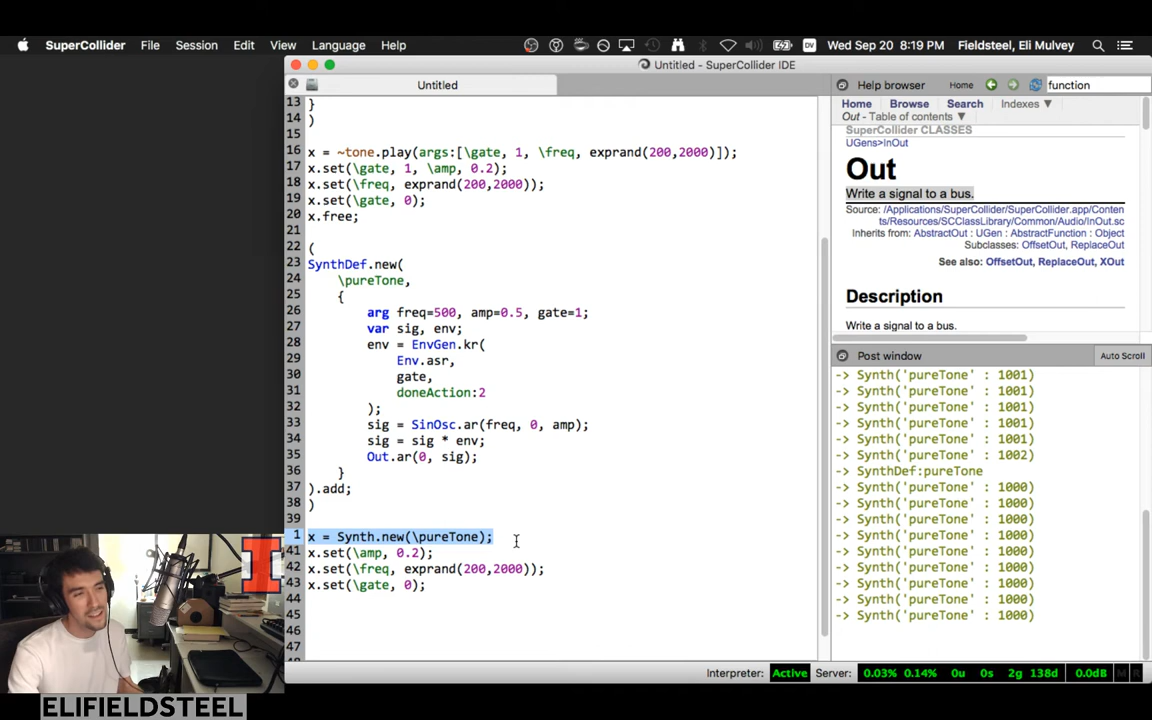 SuperCollider File Session Edit View Language Help DV Wed Sep 20 8:19 PM Fieldsteel, Eli Mulvey
Untitled - SuperCollider IDE
Untitled
13 }
14 )
15
16 x = ~tone.play(args:[\gate, 1, \freq, exprand(200,2000)]);
17 x.set(\gate, 1, \amp, 0.2);
18 x.set(\freq, exprand(200,2000));
19 x.set(\gate, 0);
20 x.free;
21
22 (
23 SynthDef.new(
24 \pureTone,
25 {
26 arg freq=500, amp=0.5, gate=1;
27 var sig, env;
28 env = EnvGen.kr(
29 Env.asr,
30 gate,
31 doneAction:2
32 );
33 sig = SinOsc.ar(freq, 0, amp);
34 sig = sig * env;
35 Out.ar(0, sig);
36 }
37 ).add;
38 )
39
1 x = Synth.new(\pureTone);
41 x.set(\amp, 0.2);
42 x.set(\freq, exprand(200,2000));
43 x.set(\gate, 0);
44
45
46
47
Help browser Home function
Home Browse Search Indexes ▼
Out - Table of contents ▼
SuperCollider CLASSES
UGens>InOut
Out
Write a signal to a bus.
Source: /Applications/SuperCollider/SuperCollider.app/Conten
ts/Resources/SCClassLibrary/Common/Audio/InOut.sc
Inherits from: AbstractOut : UGen : AbstractFunction : Object
Subclasses: OffsetOut, ReplaceOut
See also: OffsetOut, ReplaceOut, XOut
Description
Write a signal to a bus.
Post window Auto Scroll
-> Synth('pureTone' : 1001)
-> Synth('pureTone' : 1001)
-> Synth('pureTone' : 1001)
-> Synth('pureTone' : 1001)
-> Synth('pureTone' : 1001)
-> Synth('pureTone' : 1002)
-> SynthDef:pureTone
-> Synth('pureTone' : 1000)
-> Synth('pureTone' : 1000)
-> Synth('pureTone' : 1000)
-> Synth('pureTone' : 1000)
-> Synth('pureTone' : 1000)
-> Synth('pureTone' : 1000)
-> Synth('pureTone' : 1000)
-> Synth('pureTone' : 1000)
-> Synth('pureTone' : 1000)
Interpreter: Active Server: 0.03% 0.14% 0u 0s 2g 138d 0.0dB M R
ELIFIELDSTEEL